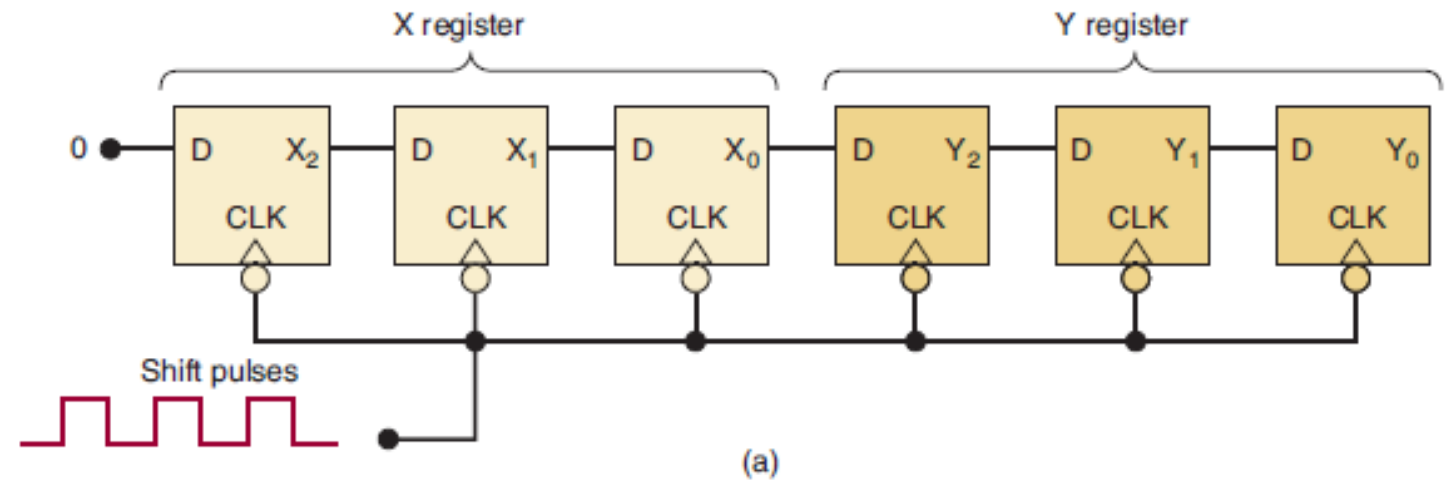 X register Y register
0 D X₂ D X₁ D X₀ D Y₂ D Y₁ D Y₀
CLK CLK CLK CLK CLK CLK
Shift pulses
(a)